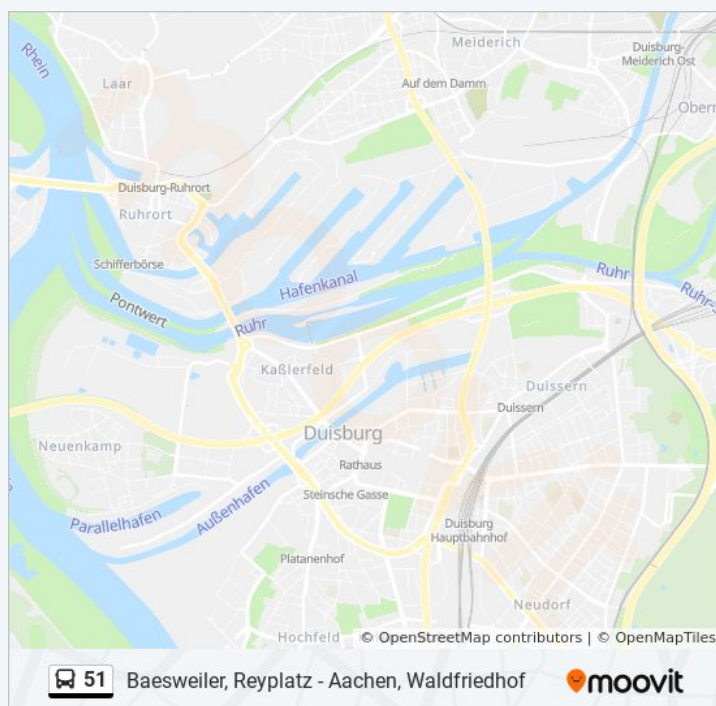 Rhein
Meiderich
Duisburg-
Meiderich Ost
Laar
Auf dem Damm
Duisburg-Ruhrort
Ruhrort
Schifferbörse
Hafenkanal
Ruhr
Pontwert
Ruhr
Kaßlerfeld
Duissern
Duissern
Duisburg
Neuenkamp
Rathaus
Steinsche Gasse
Außenhafen
Parallelhafen
Duisburg
Hauptbahnhof
Platanenhof
Neudorf
Hochfeld
© OpenStreetMap contributors | © OpenMapTiles
51 Baesweiler, Reyplatz - Aachen, Waldfriedhof moovit